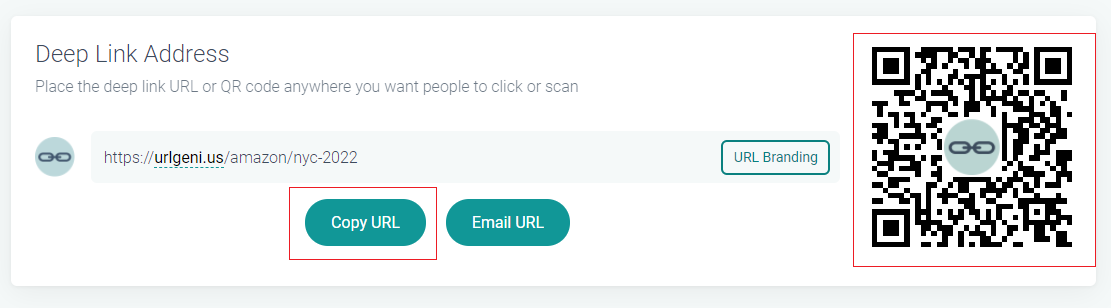 Deep Link Address
Place the deep link URL or QR code anywhere you want people to click or scan
https://urlgeni.us/amazon/nyc-2022
URL Branding
Copy URL
Email URL